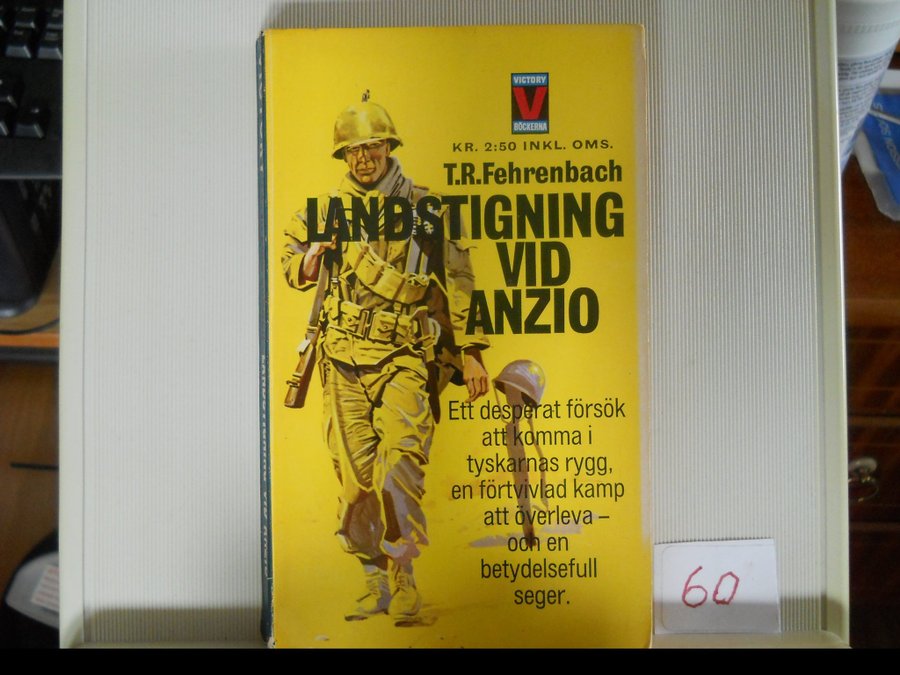 VICTORY
V
BÖCKERNA
KR. 2:50 INKL. OMS.
T.R.Fehrenbach
LANDSTIGNING
VID
ANZIO
Ett desperat försök
att komma i
tyskarnas rygg,
en förtvivlad kamp
att överleva –
och en
betydelsefull
seger.
60